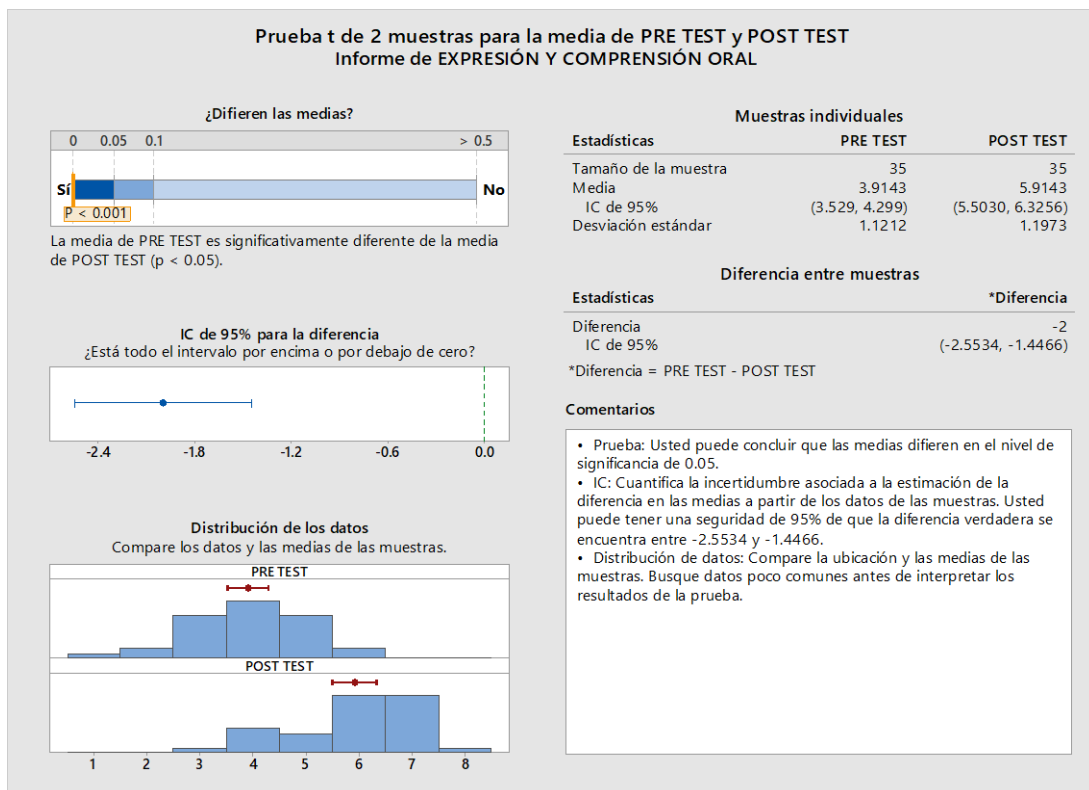 Prueba t de 2 muestras para la media de PRE TEST y POST TEST
Informe de EXPRESIÓN Y COMPRENSIÓN ORAL
¿Difieren las medias?
0 0.05 0.1 > 0.5
Sí No
P < 0.001
La media de PRE TEST es significativamente diferente de la media
de POST TEST (p < 0.05).
IC de 95% para la diferencia
¿Está todo el intervalo por encima o por debajo de cero?
-2.4 -1.8 -1.2 -0.6 0.0
Distribución de los datos
Compare los datos y las medias de las muestras.
PRE TEST
POST TEST
1 2 3 4 5 6 7 8
Muestras individuales
Estadísticas PRE TEST POST TEST
Tamaño de la muestra 35 35
Media 3.9143 5.9143
IC de 95% (3.529, 4.299) (5.5030, 6.3256)
Desviación estándar 1.1212 1.1973
Diferencia entre muestras
Estadísticas *Diferencia
Diferencia -2
IC de 95% (-2.5534, -1.4466)
*Diferencia = PRE TEST - POST TEST
Comentarios
• Prueba: Usted puede concluir que las medias difieren en el nivel de
significancia de 0.05.
• IC: Cuantifica la incertidumbre asociada a la estimación de la
diferencia en las medias a partir de los datos de las muestras. Usted
puede tener una seguridad de 95% de que la diferencia verdadera se
encuentra entre -2.5534 y -1.4466.
• Distribución de datos: Compare la ubicación y las medias de las
muestras. Busque datos poco comunes antes de interpretar los
resultados de la prueba.